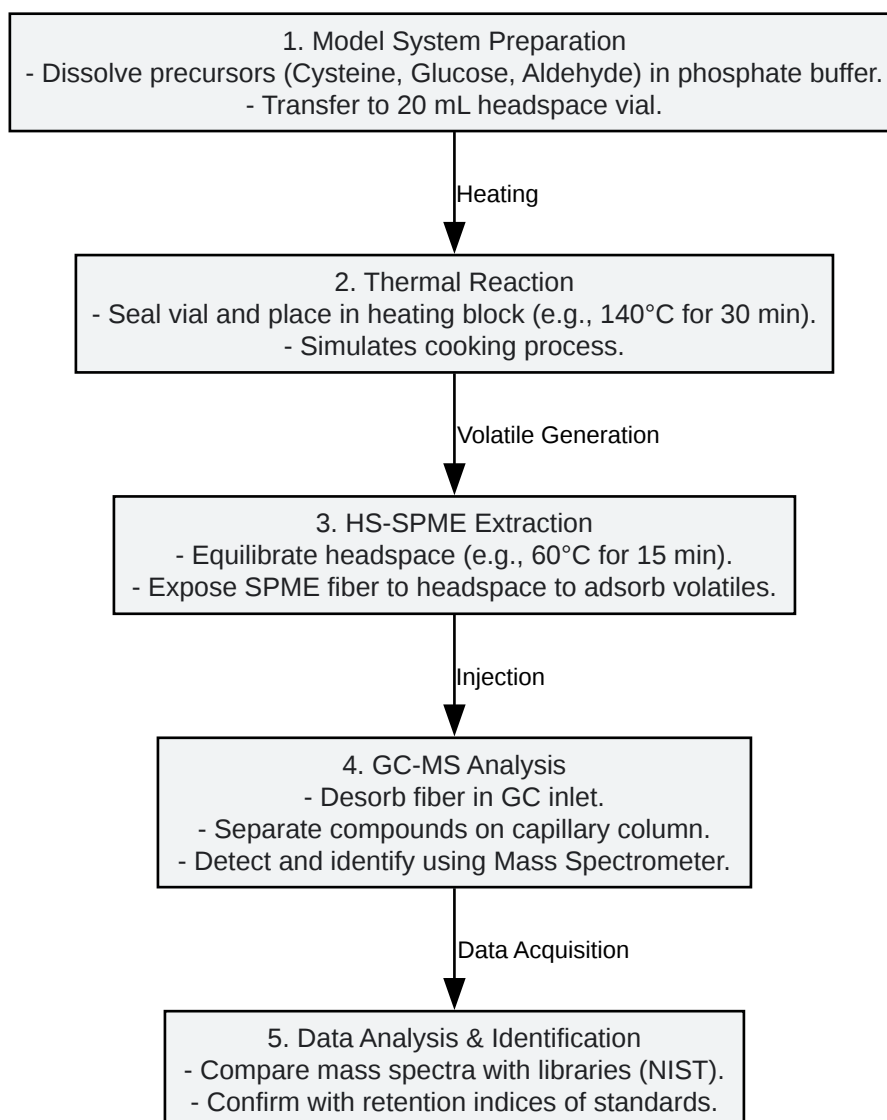 1. Model System Preparation
- Dissolve precursors (Cysteine, Glucose, Aldehyde) in phosphate buffer.
- Transfer to 20 mL headspace vial.
Heating
2. Thermal Reaction
- Seal vial and place in heating block (e.g., 140°C for 30 min).
- Simulates cooking process.
Volatile Generation
3. HS-SPME Extraction
- Equilibrate headspace (e.g., 60°C for 15 min).
- Expose SPME fiber to headspace to adsorb volatiles.
Injection
4. GC-MS Analysis
- Desorb fiber in GC inlet.
- Separate compounds on capillary column.
- Detect and identify using Mass Spectrometer.
Data Acquisition
5. Data Analysis & Identification
- Compare mass spectra with libraries (NIST).
- Confirm with retention indices of standards.